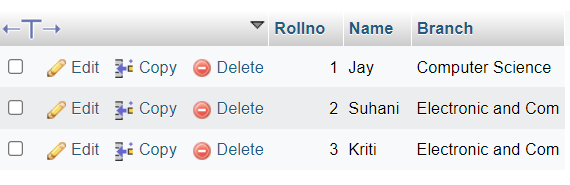 Rollno Name Branch
Edit Copy Delete 1 Jay Computer Science
Edit Copy Delete 2 Suhani Electronic and Com
Edit Copy Delete 3 Kriti Electronic and Com